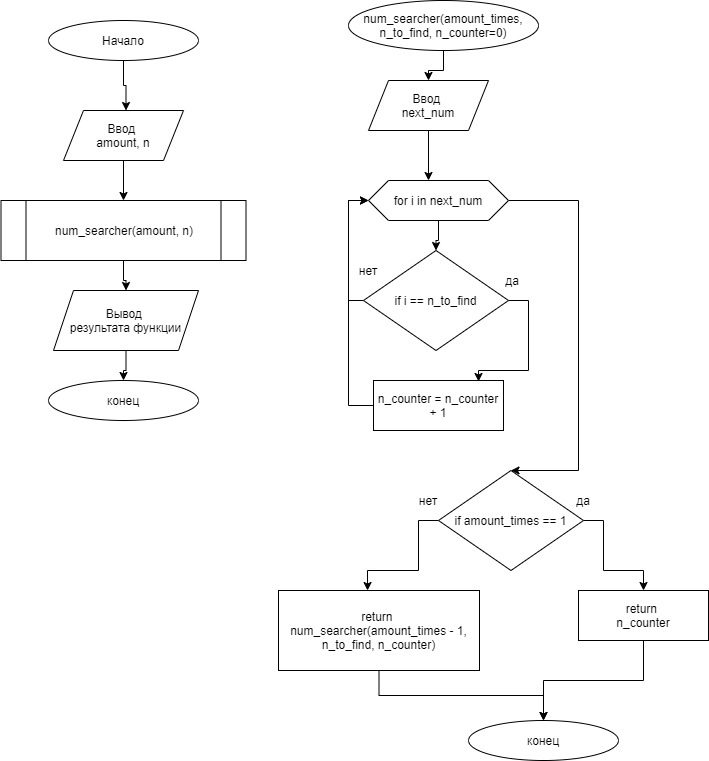 Начало
Ввод
amount, n
num_searcher(amount, n)
Вывод
результата функции
конец
num_searcher(amount_times,
n_to_find, n_counter=0)
Ввод
next_num
for i in next_num
нет
да
if i == n_to_find
n_counter = n_counter
+ 1
нет
да
if amount_times == 1
return
num_searcher(amount_times - 1,
n_to_find, n_counter)
return
n_counter
конец